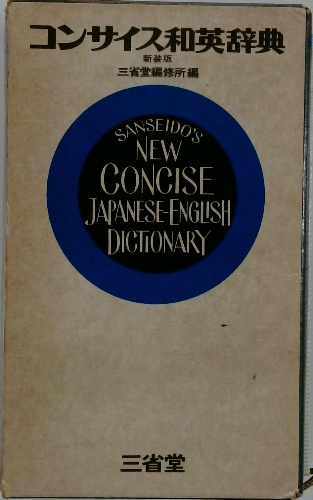 コンサイス和英辞典
新装版
三省堂編修所編
SANSEIDO'S
NEW
CONCISE
JAPANESE-ENGLISH
DICTIONARY
三省堂